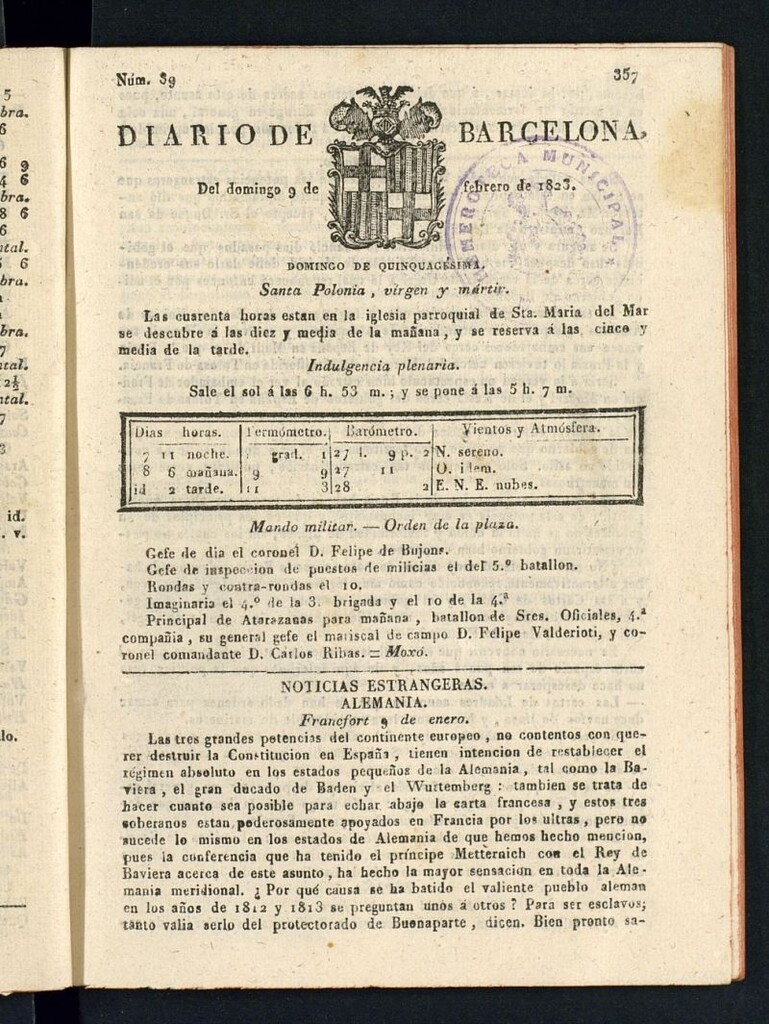 Núm. 39
357
DIARIO DE BARCELONA,
Del domingo 9 de febrero de 1823.
HEMEROTECA MUNICIPAL
DOMINGO DE QUINQUAGÉSIMA.
Santa Polonia, virgen y mártir.
Las cuarenta horas estan en la iglesia parroquial de Sta. Maria del Mar
se descubre á las diez y media de la mañana, y se reserva á las cinco y
media de la tarde.
Indulgencia plenaria.
Sale el sol á las 6 h. 53 m.; y se pone á las 5 h. 7 m.
Dias horas. Termómetro. Barómetro. Vientos y Atmósfera.
7 11 noche. grad. 1 27 l. 9 p. 2 N. sereno.
8 6 mañana. 9 9 27 11 O. idem.
id 2 tarde. 11 3 28 2 E. N. E. nubes.
Mando militar. — Orden de la plaza.
Gefe de dia el coronel D. Felipe de Bujons.
Gefe de inspeccion de puestos de milicias el del 5.º batallon.
Rondas y contra-rondas el 10.
Imaginaria el 4.º de la 3. brigada y el 10 de la 4.ª
Principal de Atarazanas para mañana, batallon de Sres. Oficiales, 4.ª
compañia, su general gefe el mariscal de campo D. Felipe Valderioti, y co-
ronel comandante D. Carlos Ribas. = Moxó.
NOTICIAS ESTRANGERAS.
ALEMANIA.
Francfort 9 de enero.
Las tres grandes potencias del continente europeo, no contentos con que-
rer destruir la Constitucion en España, tienen intencion de restablecer el
régimen absoluto en los estados pequeños de la Alemania, tal como la Ba-
viera, el gran ducado de Baden y el Wurtemberg: tambien se trata de
hacer cuanto sea posible para echar abajo la carta francesa, y estos tres
soberanos estan poderosamente apoyados en Francia por los ultras, pero no
sucede lo mismo en los estados de Alemania de que hemos hecho mencion,
pues la conferencia que ha tenido el príncipe Metternich con el Rey de
Baviera acerca de este asunto, ha hecho la mayor sensacion en toda la Ale-
mania meridional. ¿Por qué causa se ha batido el valiente pueblo aleman
en los años de 1812 y 1813 se preguntan unos á otros? Para ser esclavos;
tanto valia serlo del protectorado de Buonaparte, dicen. Bien pronto sa-